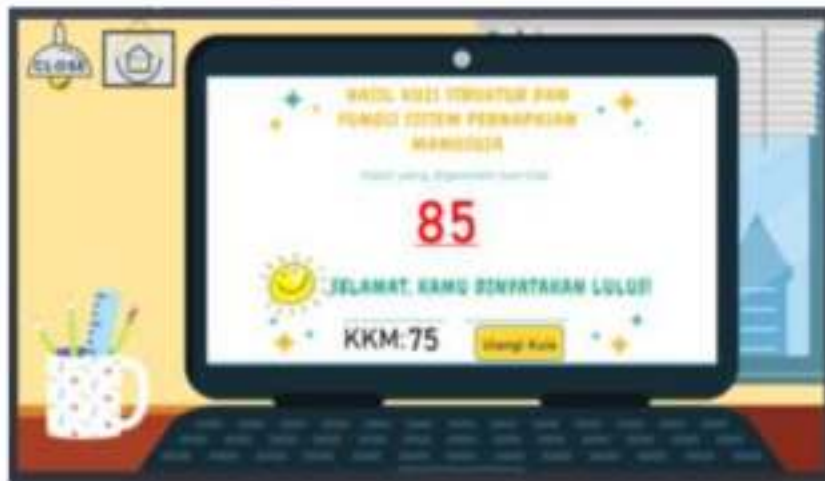 CLOSE
HASIL KUIS STRUKTUR DAN
FUNGSI SISTEM PERNAPASAN
MANUSIA
85
SELAMAT, KAMU DINYATAKAN LULUS!
KKM:75
Ulangi Kuis